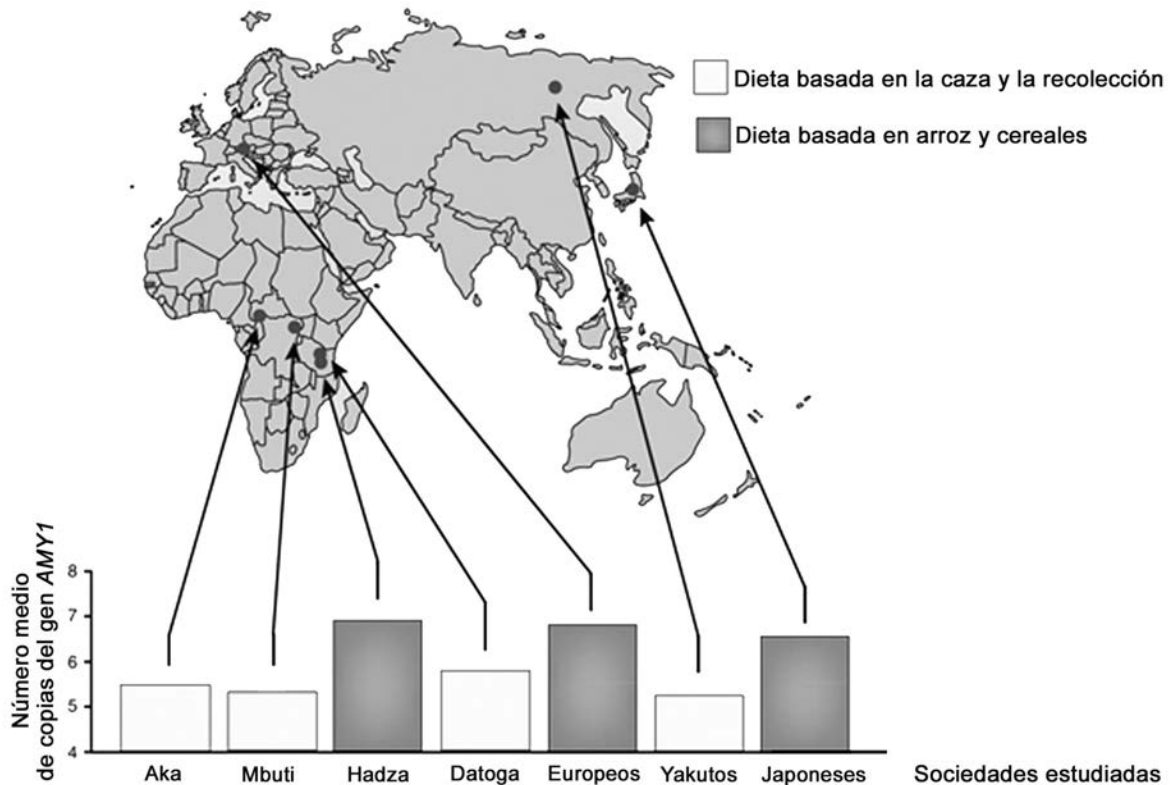 Dieta basada en la caza y la recolección
Dieta basada en arroz y cereales
Número medio
de copias del gen AMY1
8
7
6
5
4
Aka
Mbuti
Hadza
Datoga
Europeos
Yakutos
Japoneses
Sociedades estudiadas